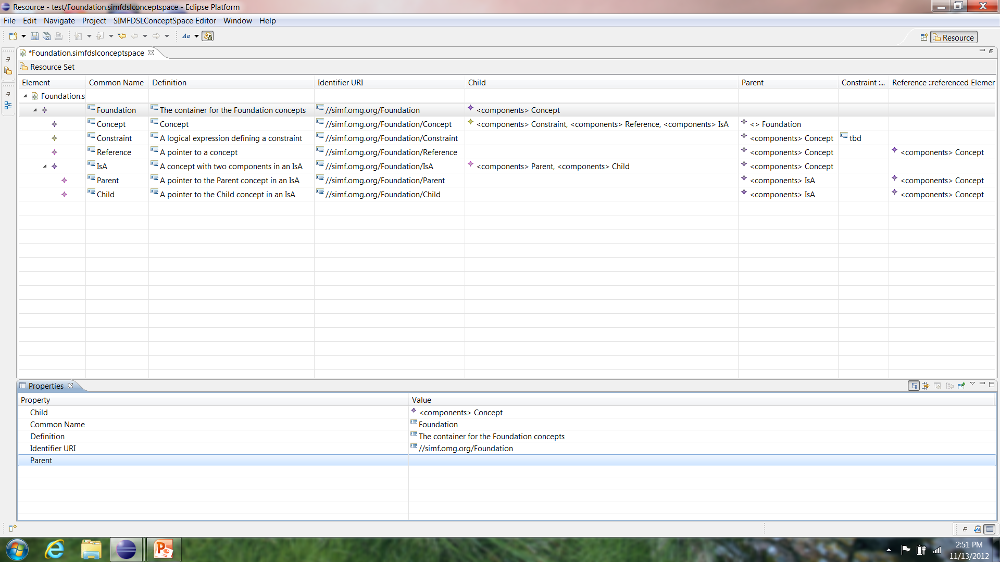 Resource - test/Foundation.simfdslconceptspace - Eclipse Platform
File Edit Navigate Project SIMFDSLConceptSpace Editor Window Help
Aa
Resource
*Foundation.simfdslconceptspace
Resource Set
Element Common Name Definition Identifier URI Child Parent Constraint :... Reference ::referenced Elemen
Foundation.s
Foundation The container for the Foundation concepts //simf.omg.org/Foundation <components> Concept
Concept Concept //simf.omg.org/Foundation/Concept <components> Constraint, <components> Reference, <components> IsA <> Foundation
Constraint A logical expression defining a constraint //simf.omg.org/Foundation/Constraint <components> Concept tbd
Reference A pointer to a concept //simf.omg.org/Foundation/Reference <components> Concept <components> Concept
IsA A concept with two components in an IsA //simf.omg.org/Foundation/IsA <components> Parent, <components> Child <components> Concept
Parent A pointer to the Parent concept in an IsA //simf.omg.org/Foundation/Parent <components> IsA <components> Concept
Child A pointer to the Child concept in an IsA //simf.omg.org/Foundation/Child <components> IsA <components> Concept
Properties
Property Value
Child <components> Concept
Common Name Foundation
Definition The container for the Foundation concepts
Identifier URI //simf.omg.org/Foundation
Parent
2:51 PM
11/13/2012